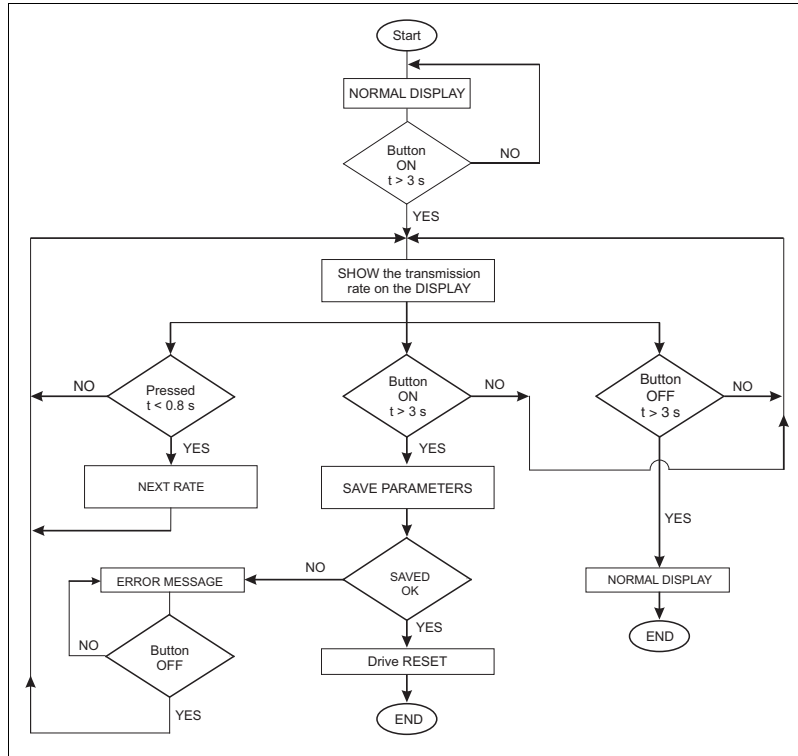 Start
NORMAL DISPLAY
Button
ON
t > 3 s
NO
YES
SHOW the transmission
rate on the DISPLAY
NO
Pressed
t < 0.8 s
YES
NEXT RATE
Button
ON
t > 3 s
NO
YES
SAVE PARAMETERS
Button
OFF
t > 3 s
NO
YES
NORMAL DISPLAY
END
SAVED
OK
NO
YES
ERROR MESSAGE
Button
OFF
NO
YES
Drive RESET
END